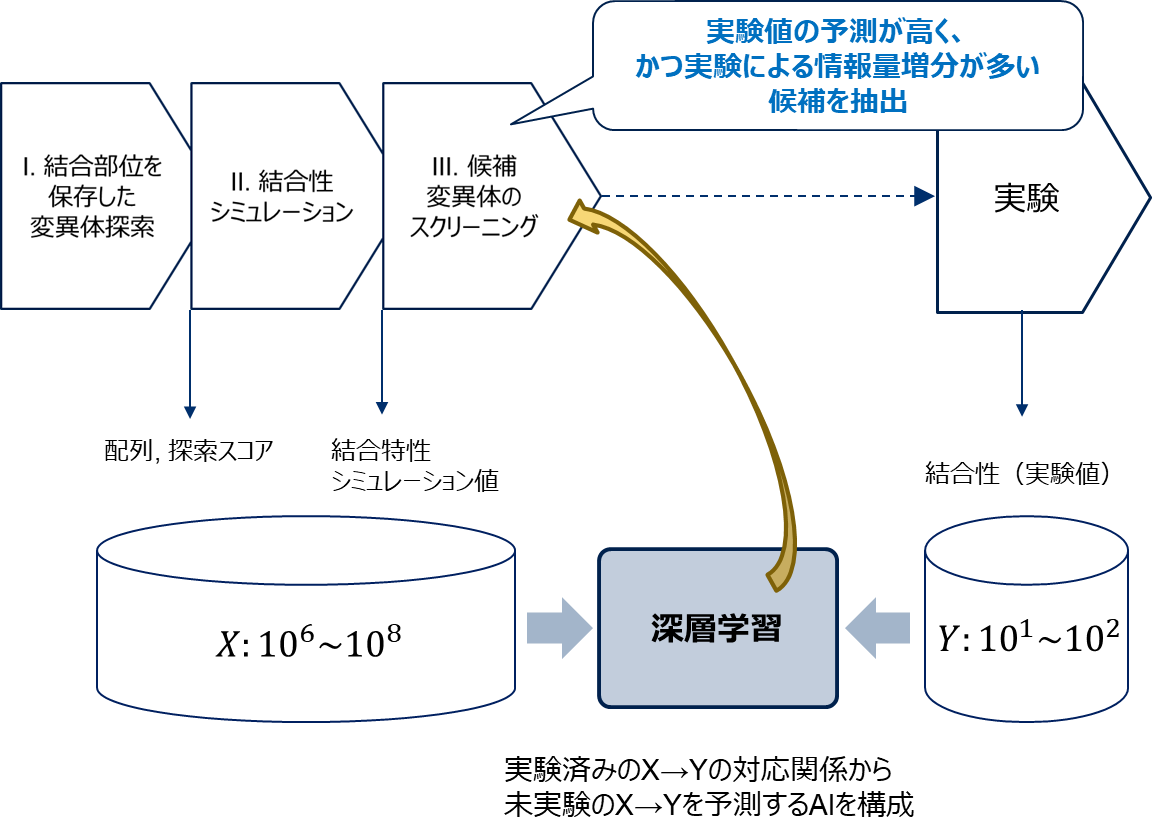 実験値の予測が高く、
かつ実験による情報量増分が多い
候補を抽出
I. 結合部位を
保存した
変異体探索
II. 結合性
シミュレーション
III. 候補
変異体の
スクリーニング
実験
配列, 探索スコア
結合特性
シミュレーション値
結合性（実験値）
X: 10⁶~10⁸
深層学習
Y: 10¹~10²
実験済みのX→Yの対応関係から
未実験のX→Yを予測するAIを構成